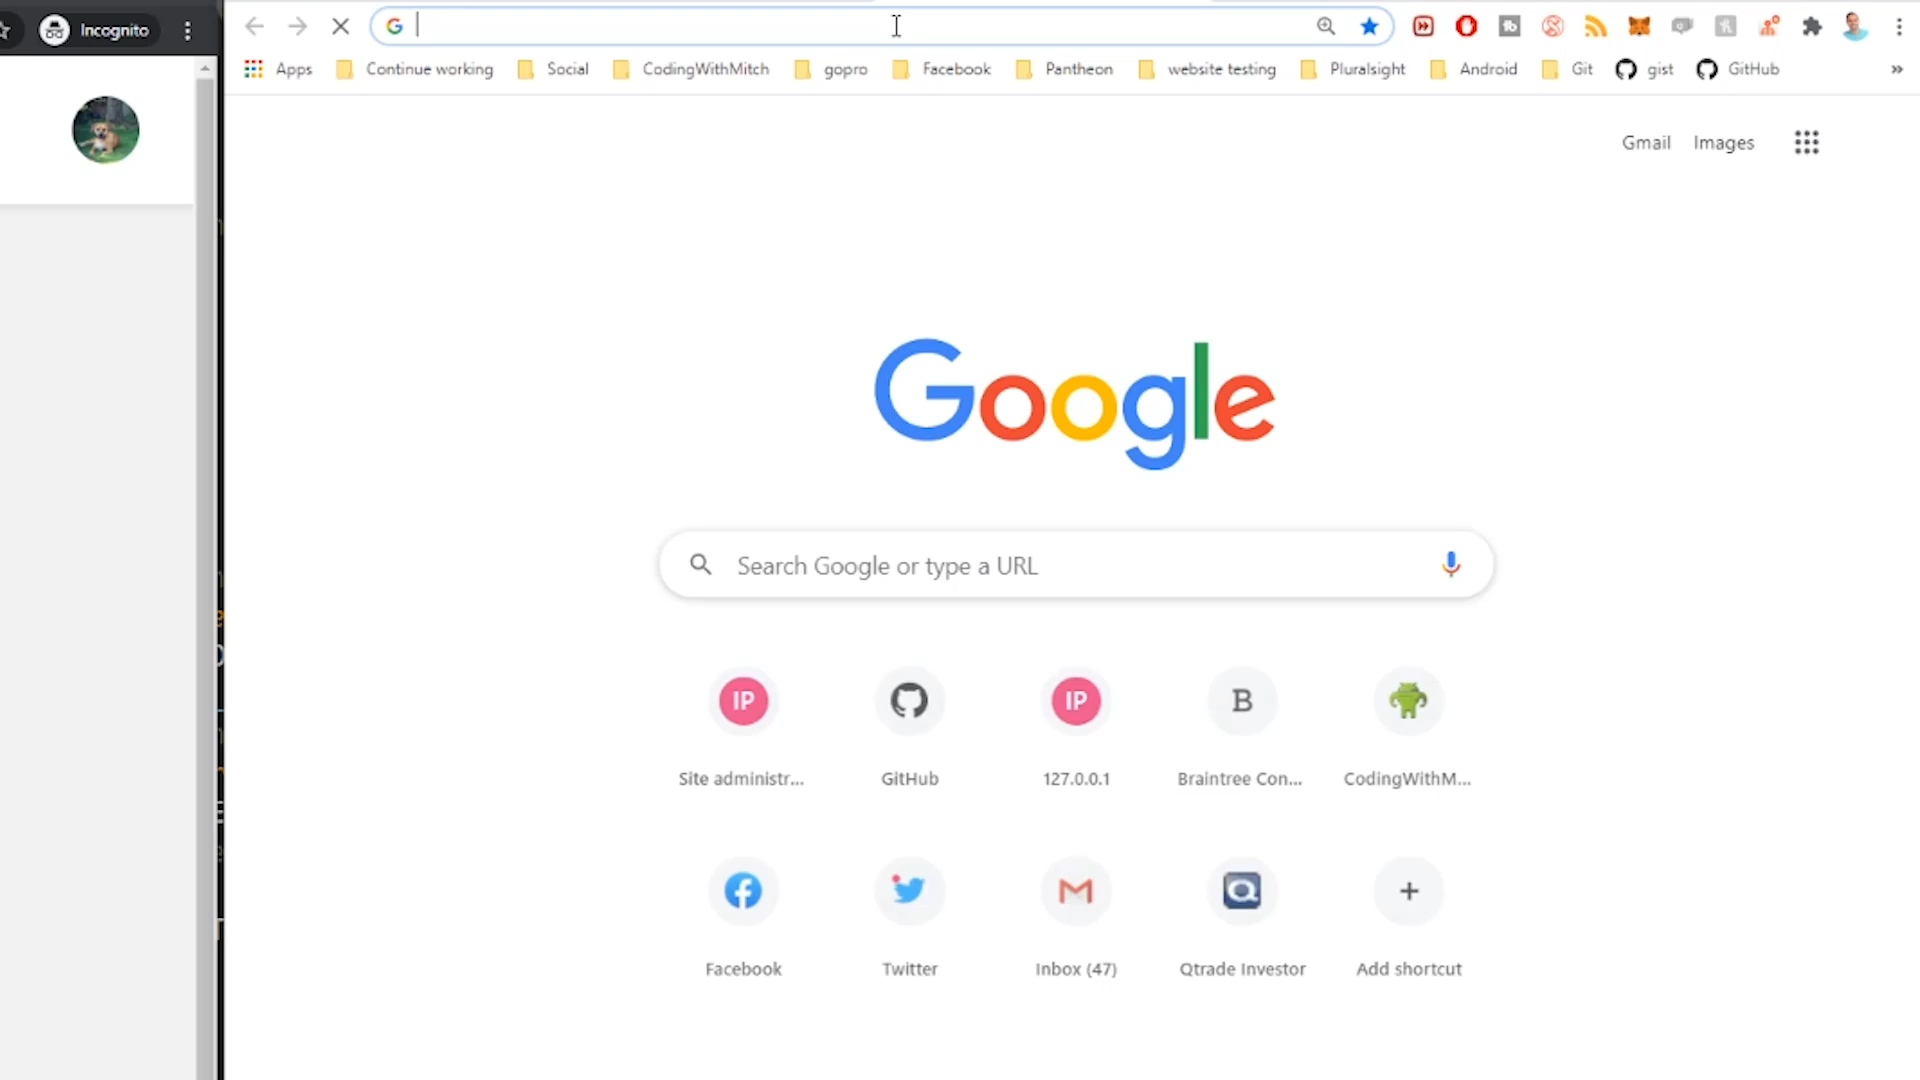 Incognito
Apps Continue working Social CodingWithMitch gopro Facebook Pantheon website testing Pluralsight Android Git gist GitHub »
Gmail Images
Google
Search Google or type a URL
IP IP B
Site administr... GitHub 127.0.0.1 Braintree Con... CodingWithM...
Facebook Twitter Inbox (47) Qtrade Investor Add shortcut